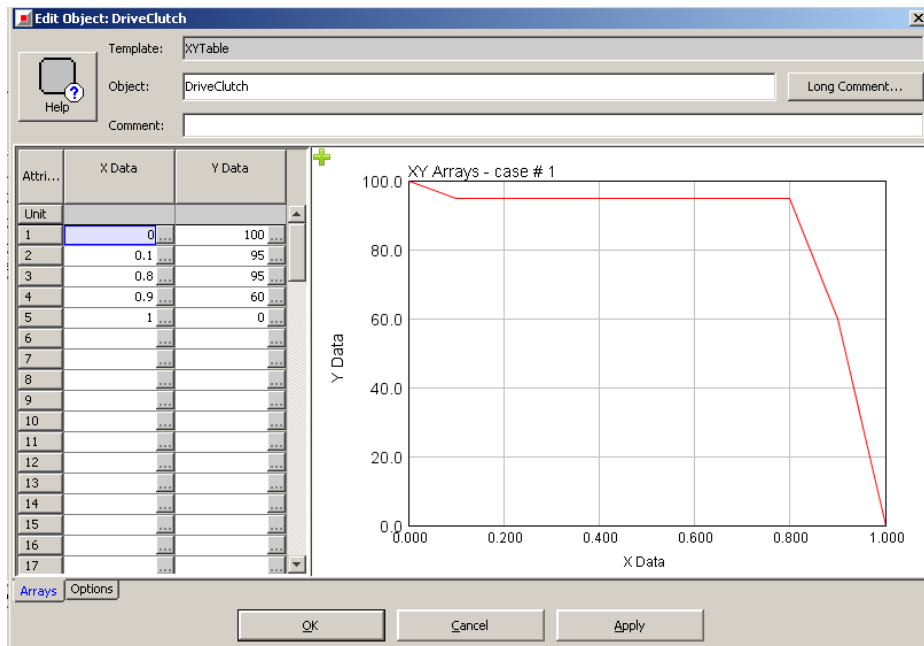 Edit Object: DriveClutch
Template: XYTable
Help
Object: DriveClutch Long Comment...
Comment:
Attri... X Data Y Data
Unit
1 0 ... 100 ...
2 0.1 ... 95 ...
3 0.8 ... 95 ...
4 0.9 ... 60 ...
5 1 ... 0 ...
6 ... ...
7 ... ...
8 ... ...
9 ... ...
10 ... ...
11 ... ...
12 ... ...
13 ... ...
14 ... ...
15 ... ...
16 ... ...
17 ... ...
XY Arrays - case # 1
100.0
80.0
60.0
40.0
20.0
0.0
Y Data
0.000 0.200 0.400 0.600 0.800 1.000
X Data
Arrays Options
OK Cancel Apply